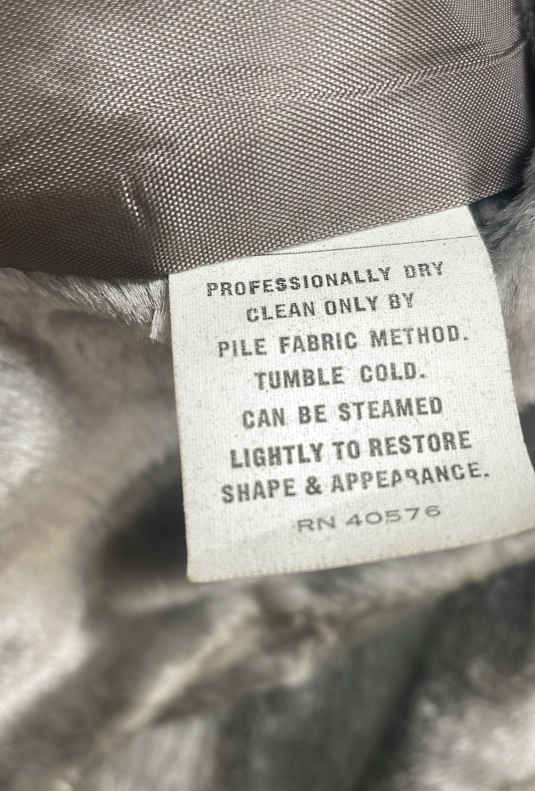 PROFESSIONALLY DRY
CLEAN ONLY BY
PILE FABRIC METHOD.
TUMBLE COLD.
CAN BE STEAMED
LIGHTLY TO RESTORE
SHAPE & APPEARANCE.
RN 40576